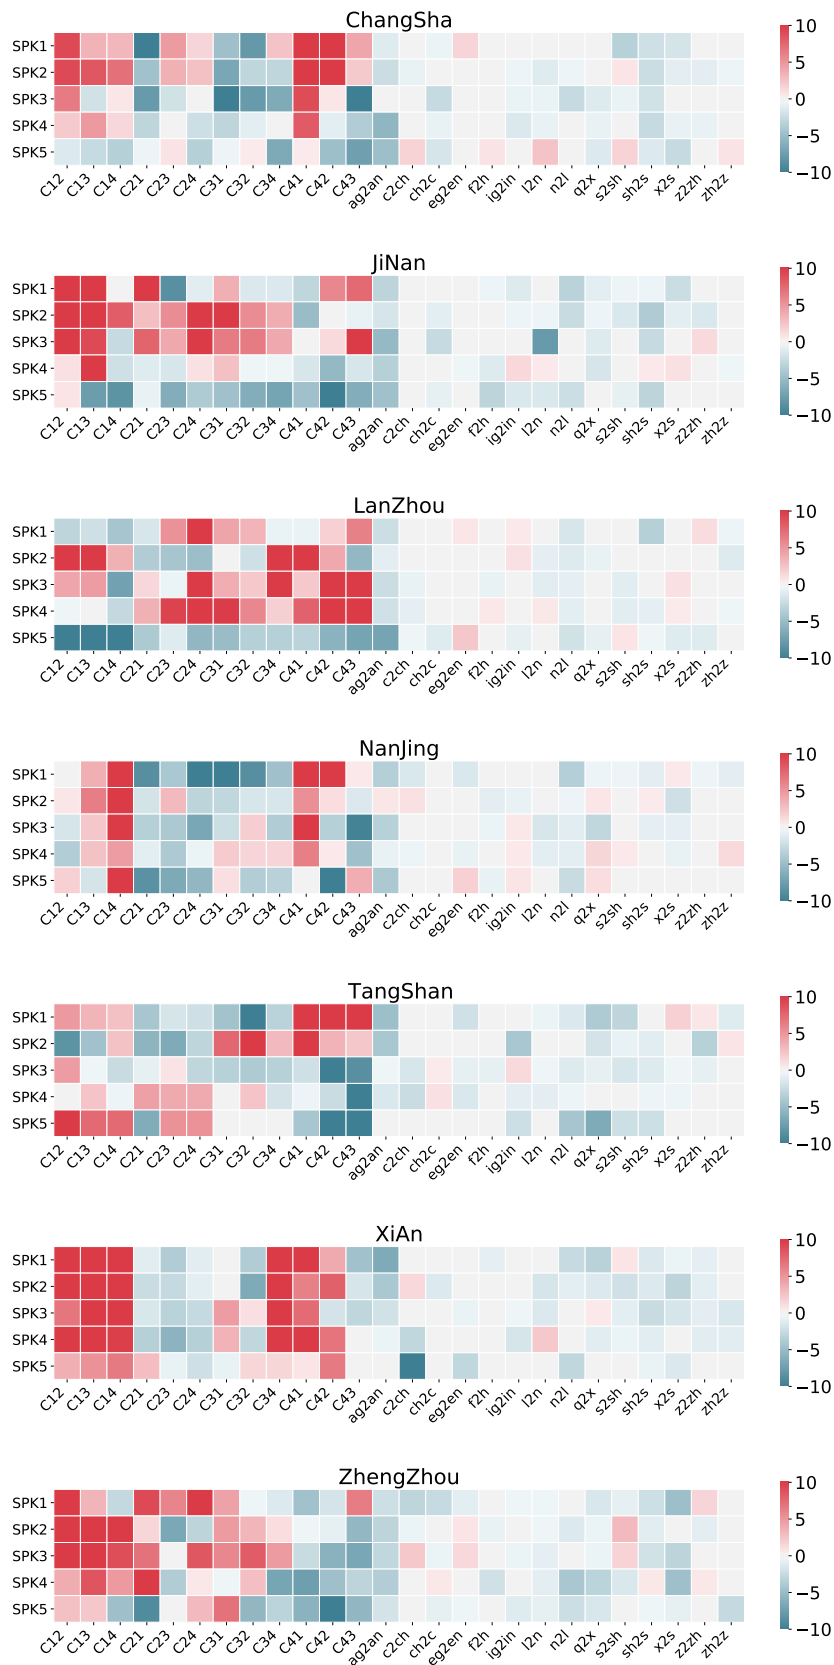 ChangSha
SPK1
SPK2
SPK3
SPK4
SPK5
C12 C13 C14 C21 C23 C24 C31 C32 C34 C41 C42 C43 ag2an c2ch ch2c eg2en f2h ig2in l2n n2l q2x s2sh sh2s x2s z2zh zh2z
10
5
0
−5
−10
JiNan
SPK1
SPK2
SPK3
SPK4
SPK5
C12 C13 C14 C21 C23 C24 C31 C32 C34 C41 C42 C43 ag2an c2ch ch2c eg2en f2h ig2in l2n n2l q2x s2sh sh2s x2s z2zh zh2z
10
5
0
−5
−10
LanZhou
SPK1
SPK2
SPK3
SPK4
SPK5
C12 C13 C14 C21 C23 C24 C31 C32 C34 C41 C42 C43 ag2an c2ch ch2c eg2en f2h ig2in l2n n2l q2x s2sh sh2s x2s z2zh zh2z
10
5
0
−5
−10
NanJing
SPK1
SPK2
SPK3
SPK4
SPK5
C12 C13 C14 C21 C23 C24 C31 C32 C34 C41 C42 C43 ag2an c2ch ch2c eg2en f2h ig2in l2n n2l q2x s2sh sh2s x2s z2zh zh2z
10
5
0
−5
−10
TangShan
SPK1
SPK2
SPK3
SPK4
SPK5
C12 C13 C14 C21 C23 C24 C31 C32 C34 C41 C42 C43 ag2an c2ch ch2c eg2en f2h ig2in l2n n2l q2x s2sh sh2s x2s z2zh zh2z
10
5
0
−5
−10
XiAn
SPK1
SPK2
SPK3
SPK4
SPK5
C12 C13 C14 C21 C23 C24 C31 C32 C34 C41 C42 C43 ag2an c2ch ch2c eg2en f2h ig2in l2n n2l q2x s2sh sh2s x2s z2zh zh2z
10
5
0
−5
−10
ZhengZhou
SPK1
SPK2
SPK3
SPK4
SPK5
C12 C13 C14 C21 C23 C24 C31 C32 C34 C41 C42 C43 ag2an c2ch ch2c eg2en f2h ig2in l2n n2l q2x s2sh sh2s x2s z2zh zh2z
10
5
0
−5
−10